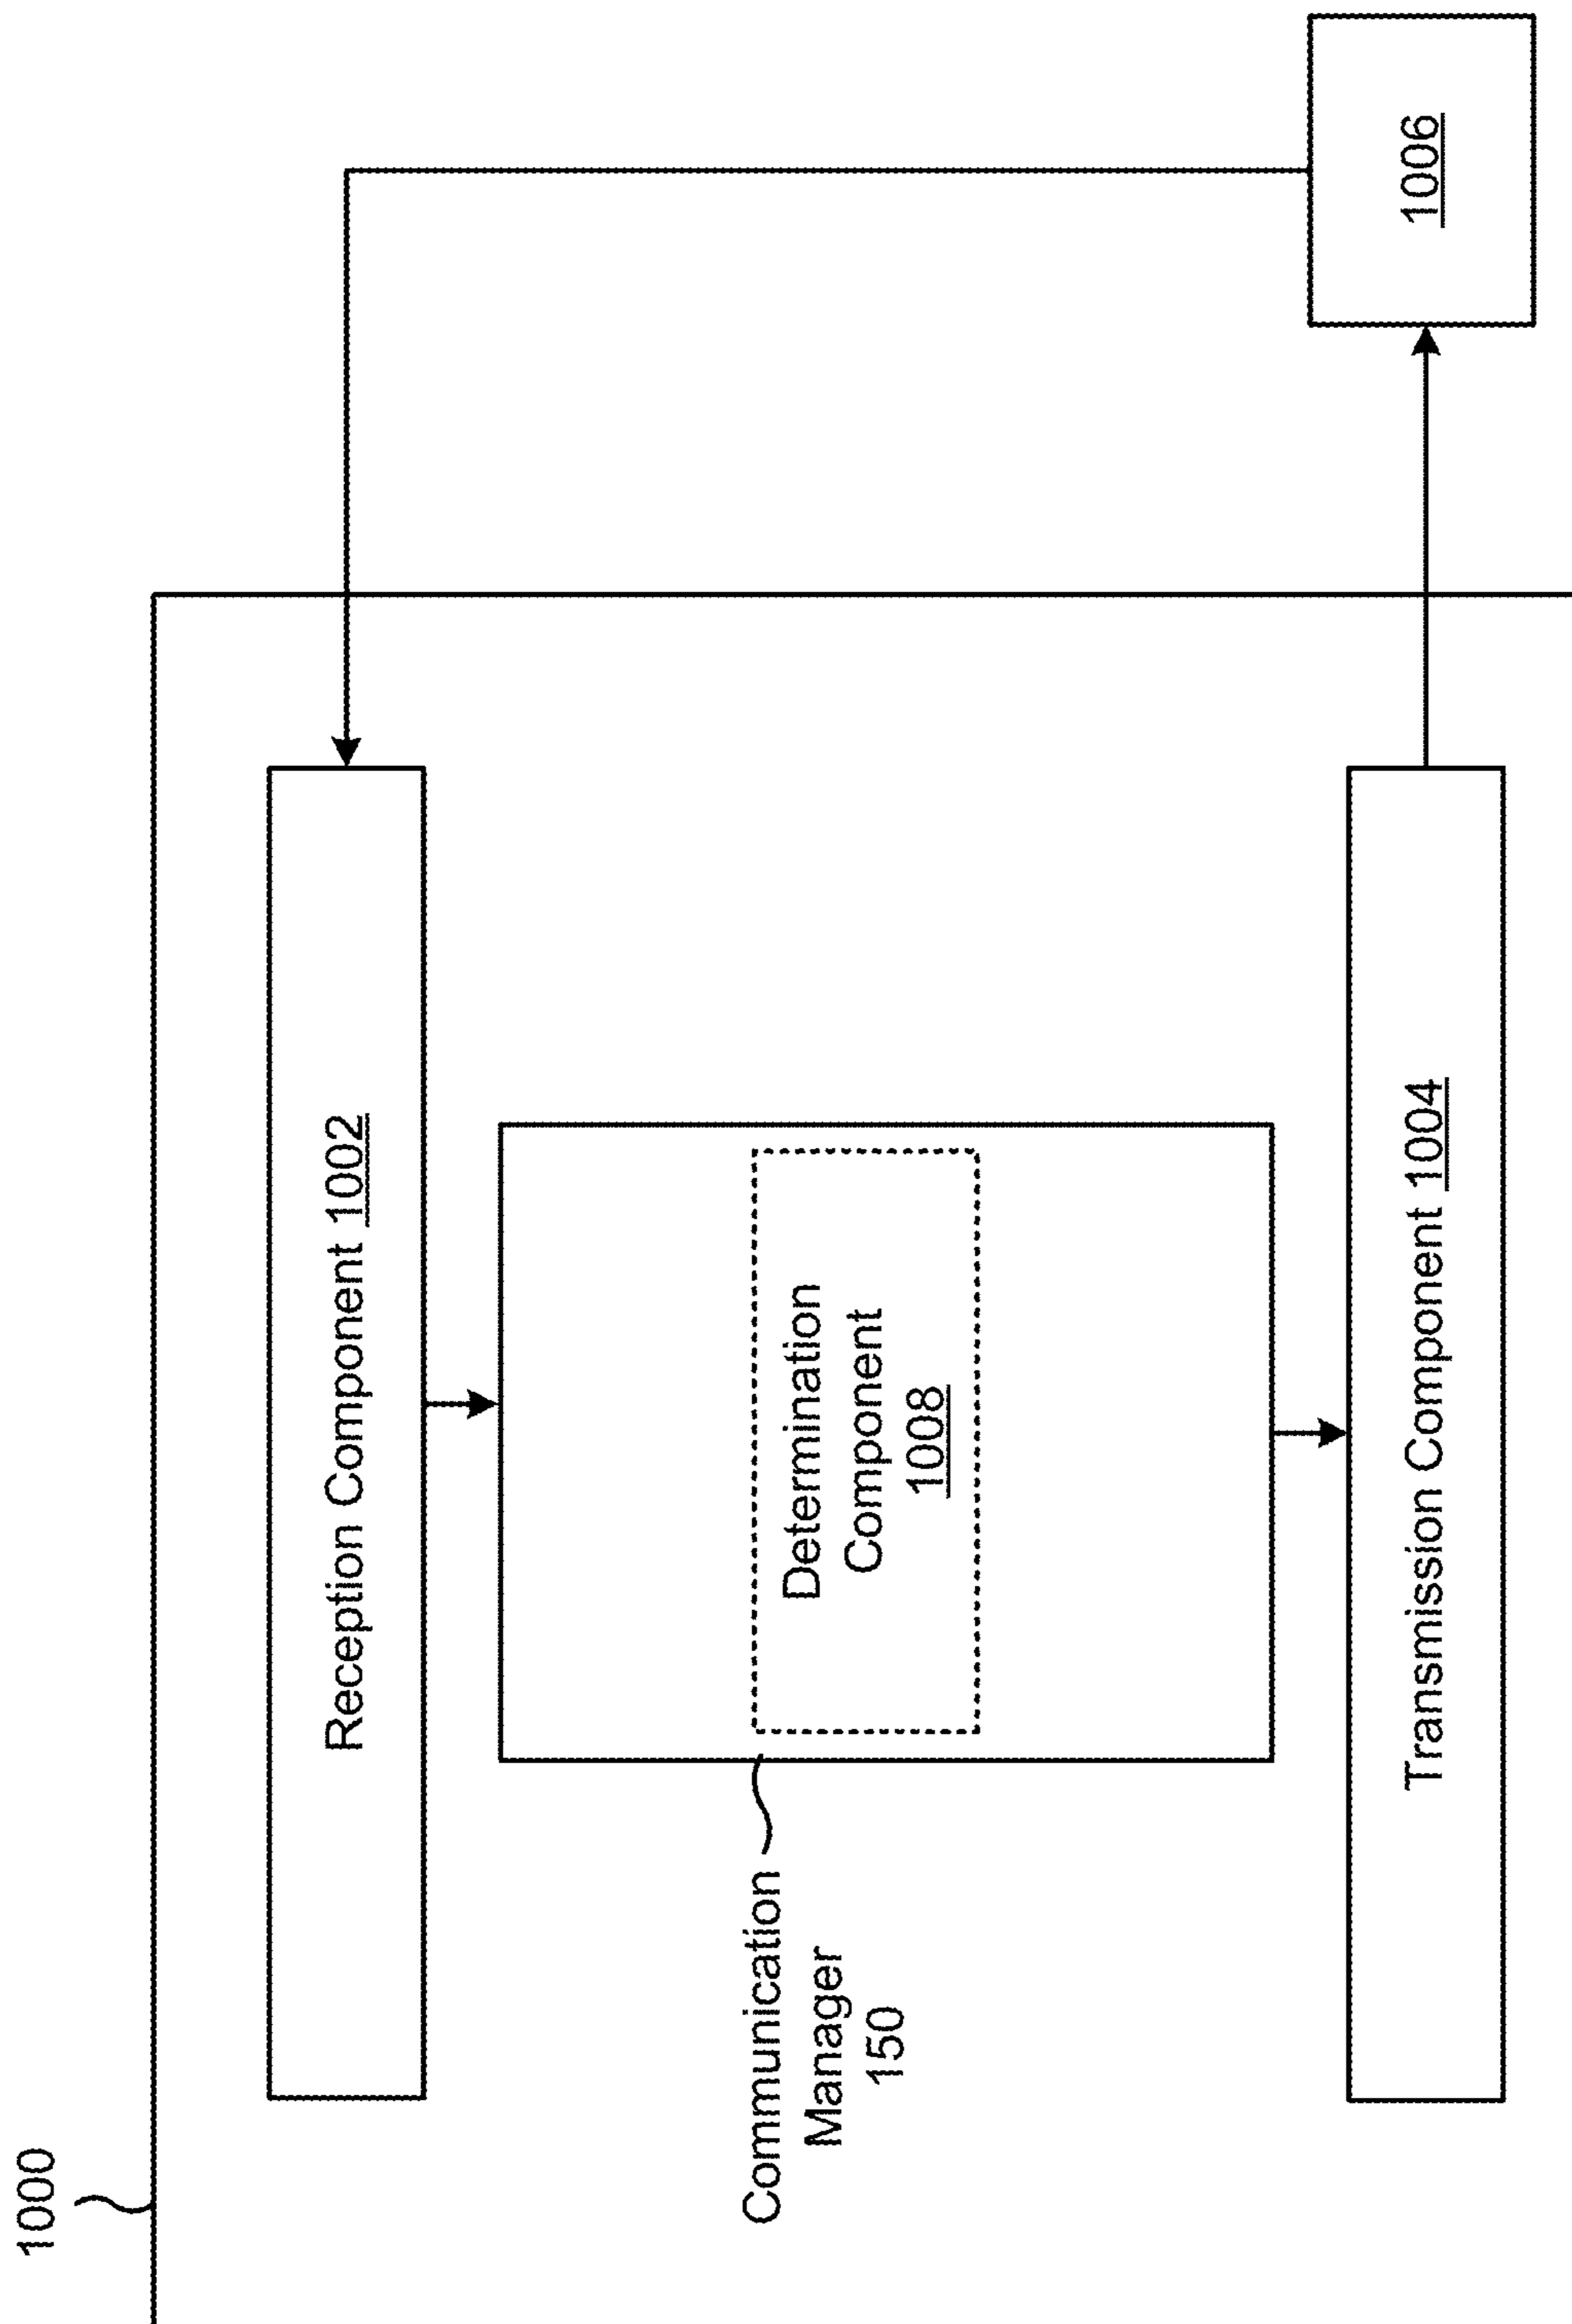 1000
Reception Component 1002
Communication
Manager
150
Determination
Component
1008
Transmission Component 1004
1006